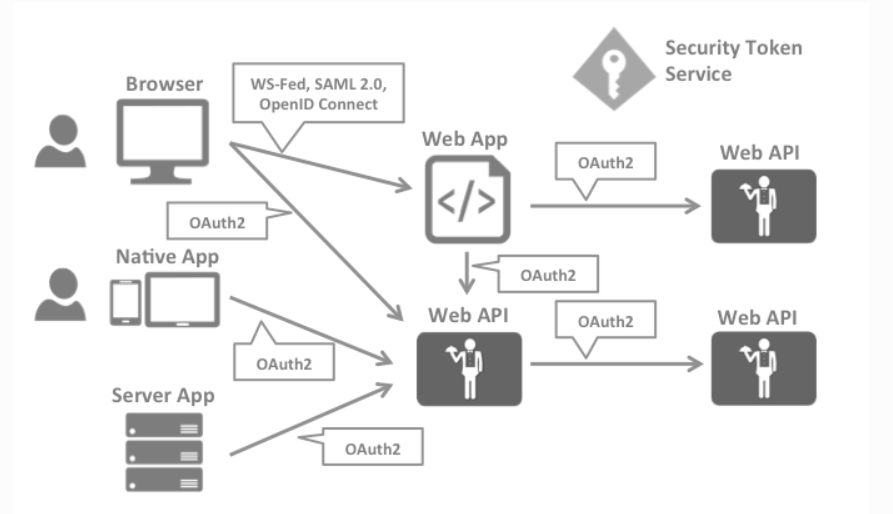 Security Token
Service
Browser
WS-Fed, SAML 2.0,
OpenID Connect
Web App
OAuth2
Web API
OAuth2
Native App
OAuth2
Web API
OAuth2
Web API
OAuth2
Server App
OAuth2